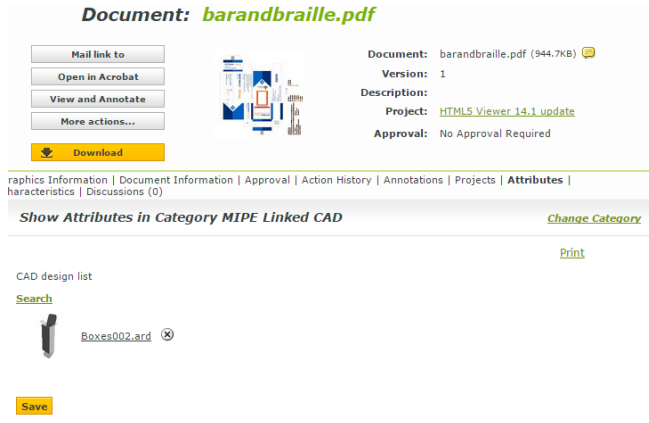 Document: barandbraille.pdf
Mail link to
Open in Acrobat
View and Annotate
More actions...
Download
Document: barandbraille.pdf (944.7KB)
Version: 1
Description:
Project: HTML5 Viewer 14.1 update
Approval: No Approval Required
raphics Information | Document Information | Approval | Action History | Annotations | Projects | Attributes |
haracteristics | Discussions (0)
Show Attributes in Category MIPE Linked CAD
Change Category
Print
CAD design list
Search
Boxes002.ard
Save